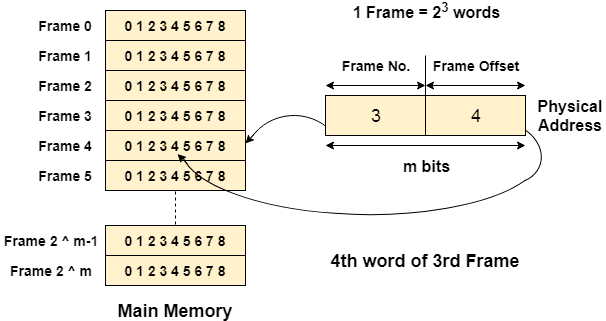 1 Frame = 2^3 words
Frame 0 0 1 2 3 4 5 6 7 8
Frame 1 0 1 2 3 4 5 6 7 8
Frame 2 0 1 2 3 4 5 6 7 8
Frame 3 0 1 2 3 4 5 6 7 8
Frame 4 0 1 2 3 4 5 6 7 8
Frame 5 0 1 2 3 4 5 6 7 8
Frame 2 ^ m-1 0 1 2 3 4 5 6 7 8
Frame 2 ^ m 0 1 2 3 4 5 6 7 8
Main Memory
Frame No. Frame Offset
3 4
Physical
Address
m bits
4th word of 3rd Frame